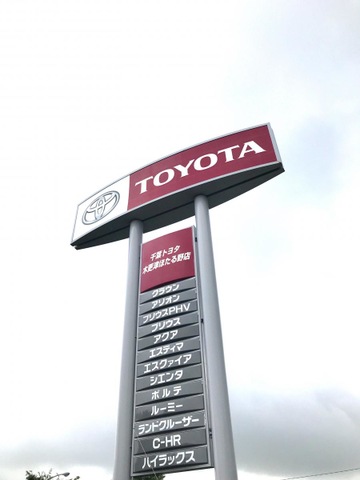 TOYOTA
千葉トヨタ
木更津ほたる野店
クラウン
アリオン
プリウスPHV
プリウス
アクア
エスティマ
エスクァイア
シエンタ
ポルテ
ルーミー
ランドクルーザー
C-HR
ハイラックス